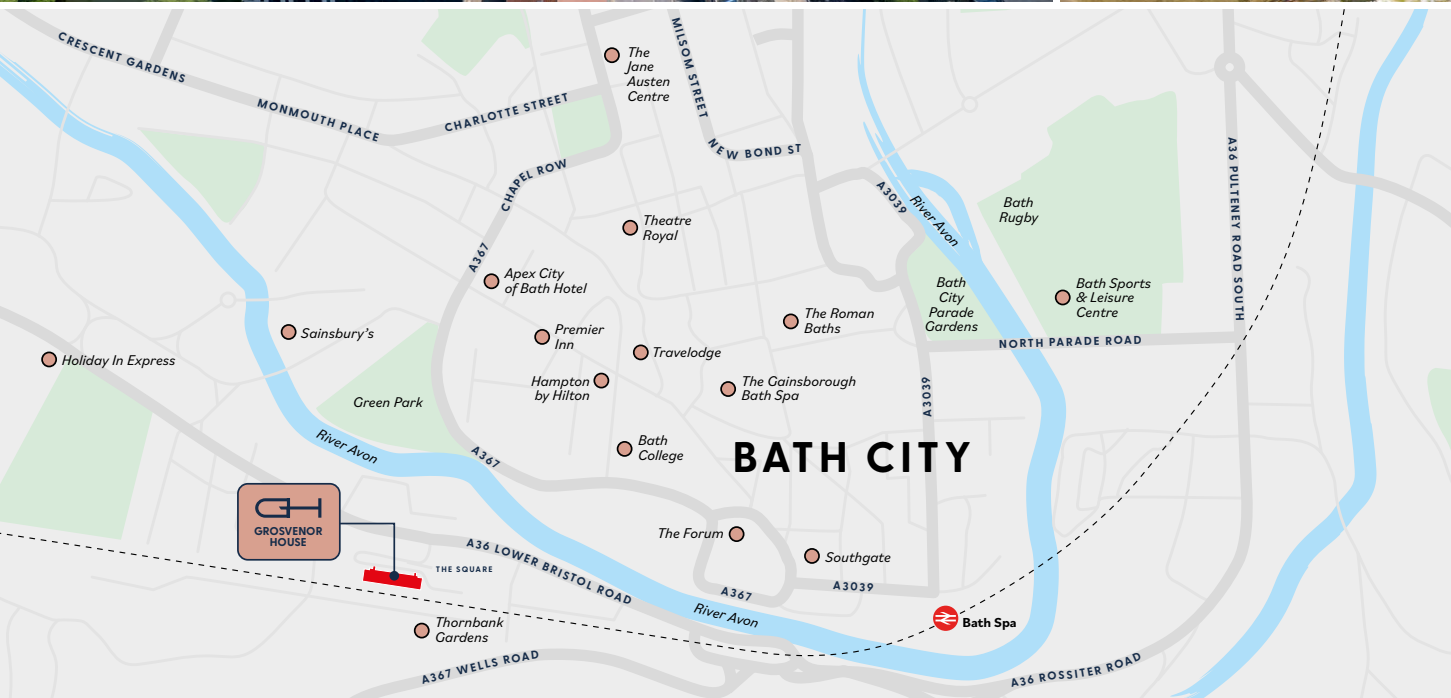 CRESCENT GARDENS
MONMOUTH PLACE
CHARLOTTE STREET
The
Jane
Austen
Centre
MILSOM STREET
NEW BOND ST
CHAPEL ROW
A367
A3039
River Avon
Bath
Rugby
A36 PULTENEY ROAD SOUTH
Theatre
Royal
Apex City
of Bath Hotel
Bath
City
Parade
Gardens
Bath Sports
& Leisure
Centre
Sainsbury's
Holiday In Express
Premier
Inn
The Roman
Baths
Travelodge
NORTH PARADE ROAD
Hampton
by Hilton
The Gainsborough
Bath Spa
A3039
Green Park
River Avon
A367
Bath
College
BATH CITY
GROSVENOR
HOUSE
The Forum
Southgate
A36 LOWER BRISTOL ROAD
THE SQUARE
A367
A3039
River Avon
Bath Spa
Thornbank
Gardens
A367 WELLS ROAD
A36 ROSSITER ROAD